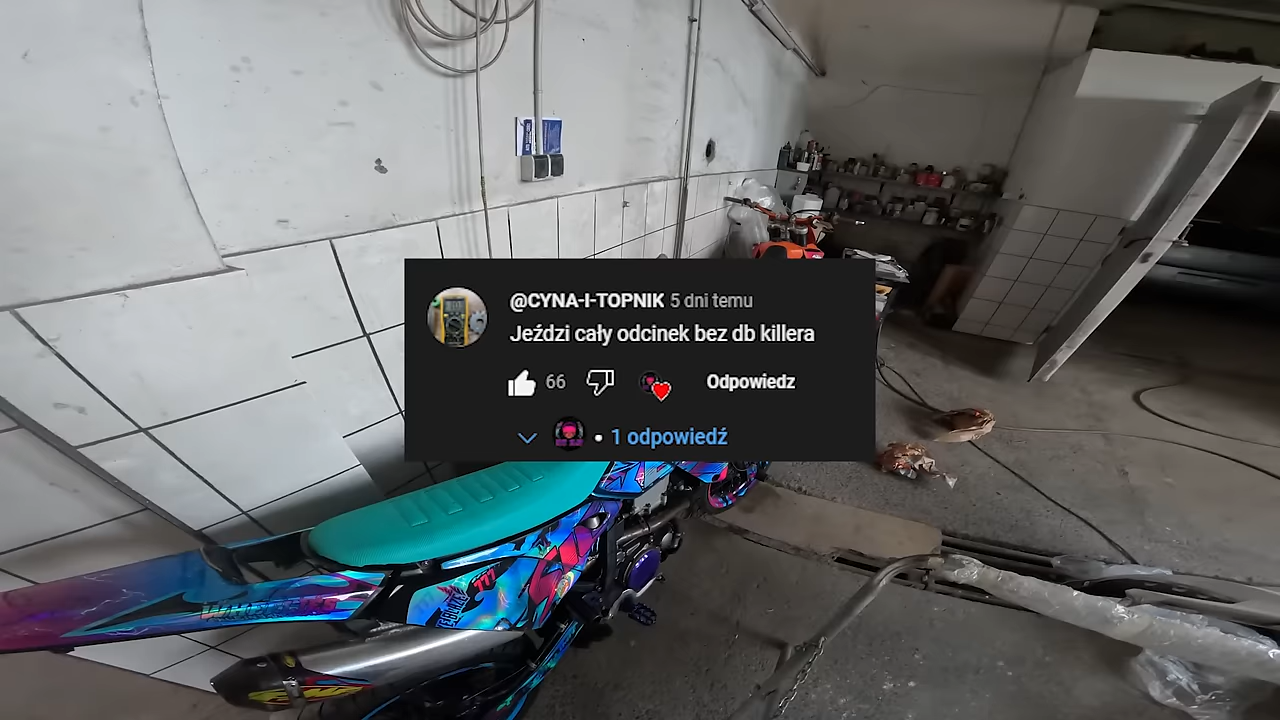 @CYNA-I-TOPNIK 5 dni temu
Jeździ cały odcinek bez db killera
66
Odpowiedz
• 1 odpowiedź